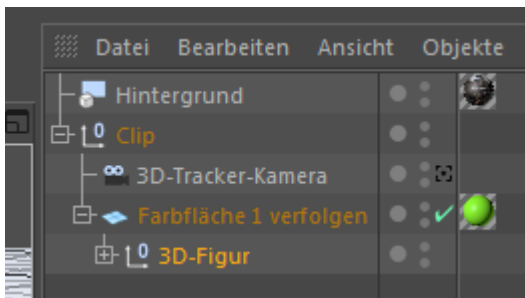 Datei Bearbeiten Ansicht Objekte
Hintergrund
Clip
3D-Tracker-Kamera
Farbfläche 1 verfolgen
3D-Figur